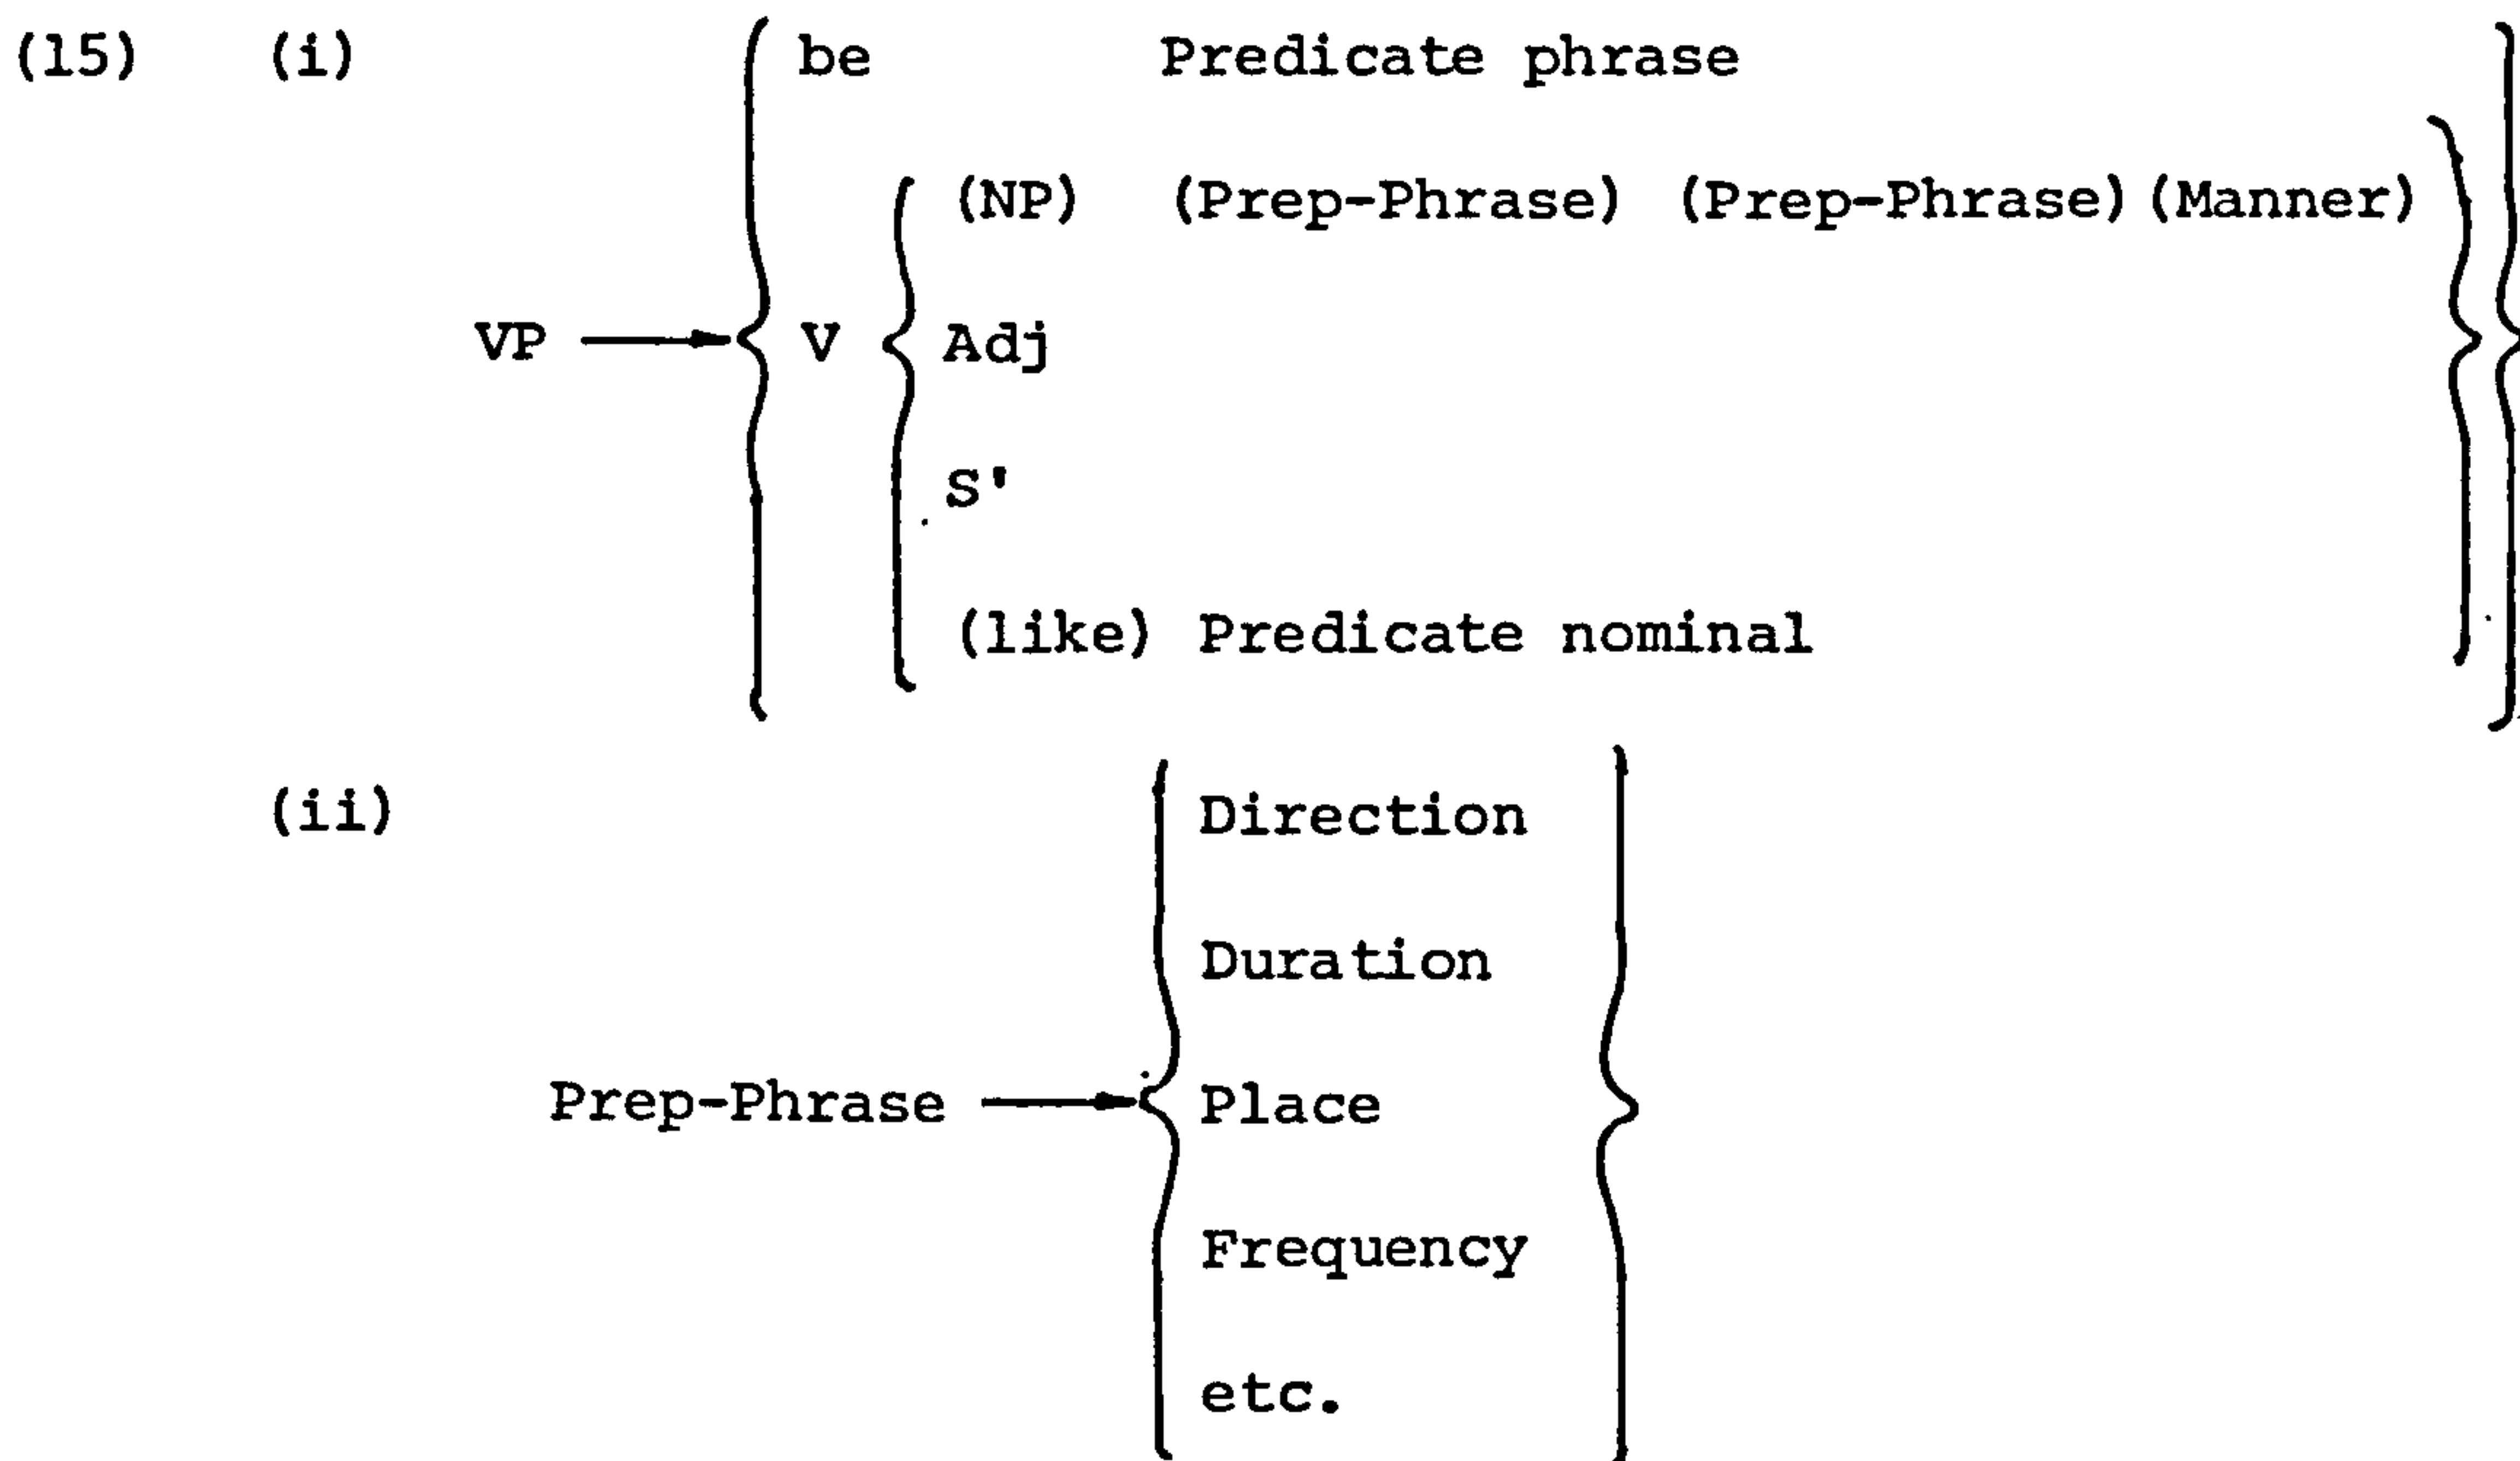 (15) (i) be Predicate phrase
(NP) (Prep-Phrase) (Prep-Phrase) (Manner)
VP → V Adj
S'
(like) Predicate nominal
(ii) Direction
Duration
Prep-Phrase → Place
Frequency
etc.